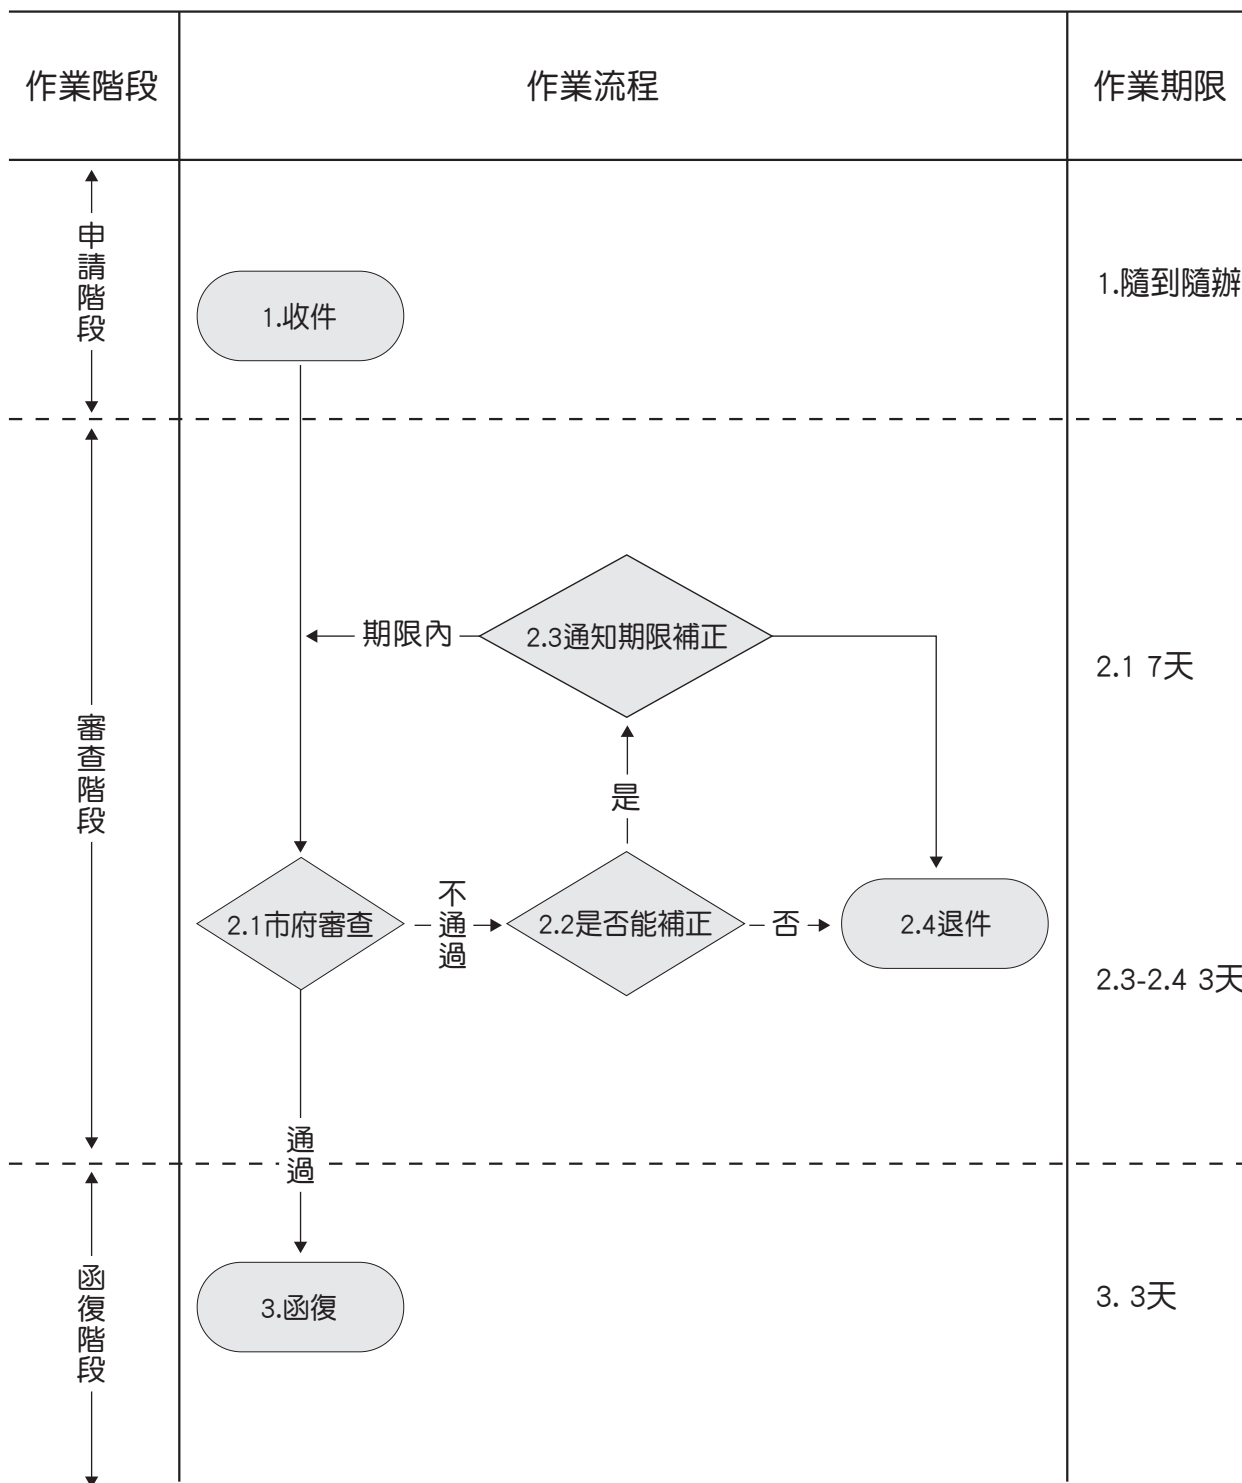 作業階段
作業流程
作業期限
申請階段
1.收件
1.隨到隨辦
審查階段
期限內
2.3通知期限補正
2.1 7天
是
2.1市府審查
不通過
2.2是否能補正
否
2.4退件
2.3-2.4 3天
通過
函復階段
3.函復
3. 3天